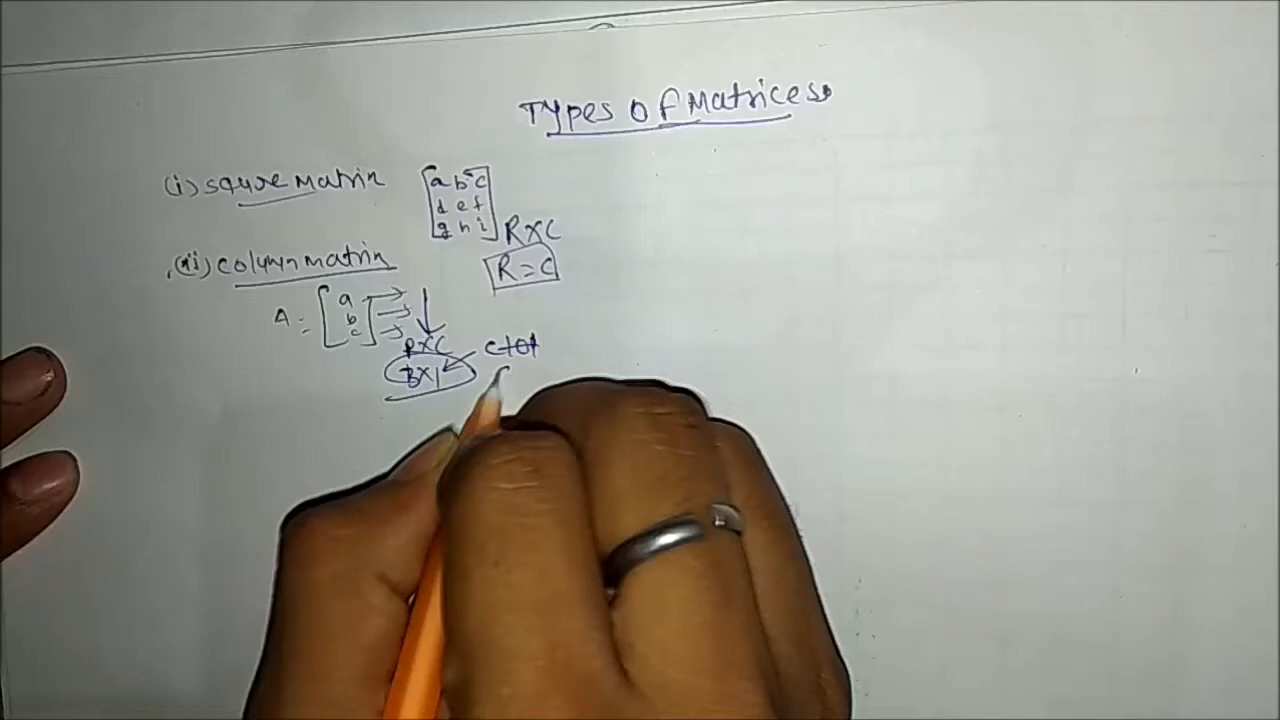 Types of Matrices
(i) squre Matrix
a b c
d e f
g h i
R×C
R = C
(ii) column matrix
A =
a
b
c
R×C
3×1